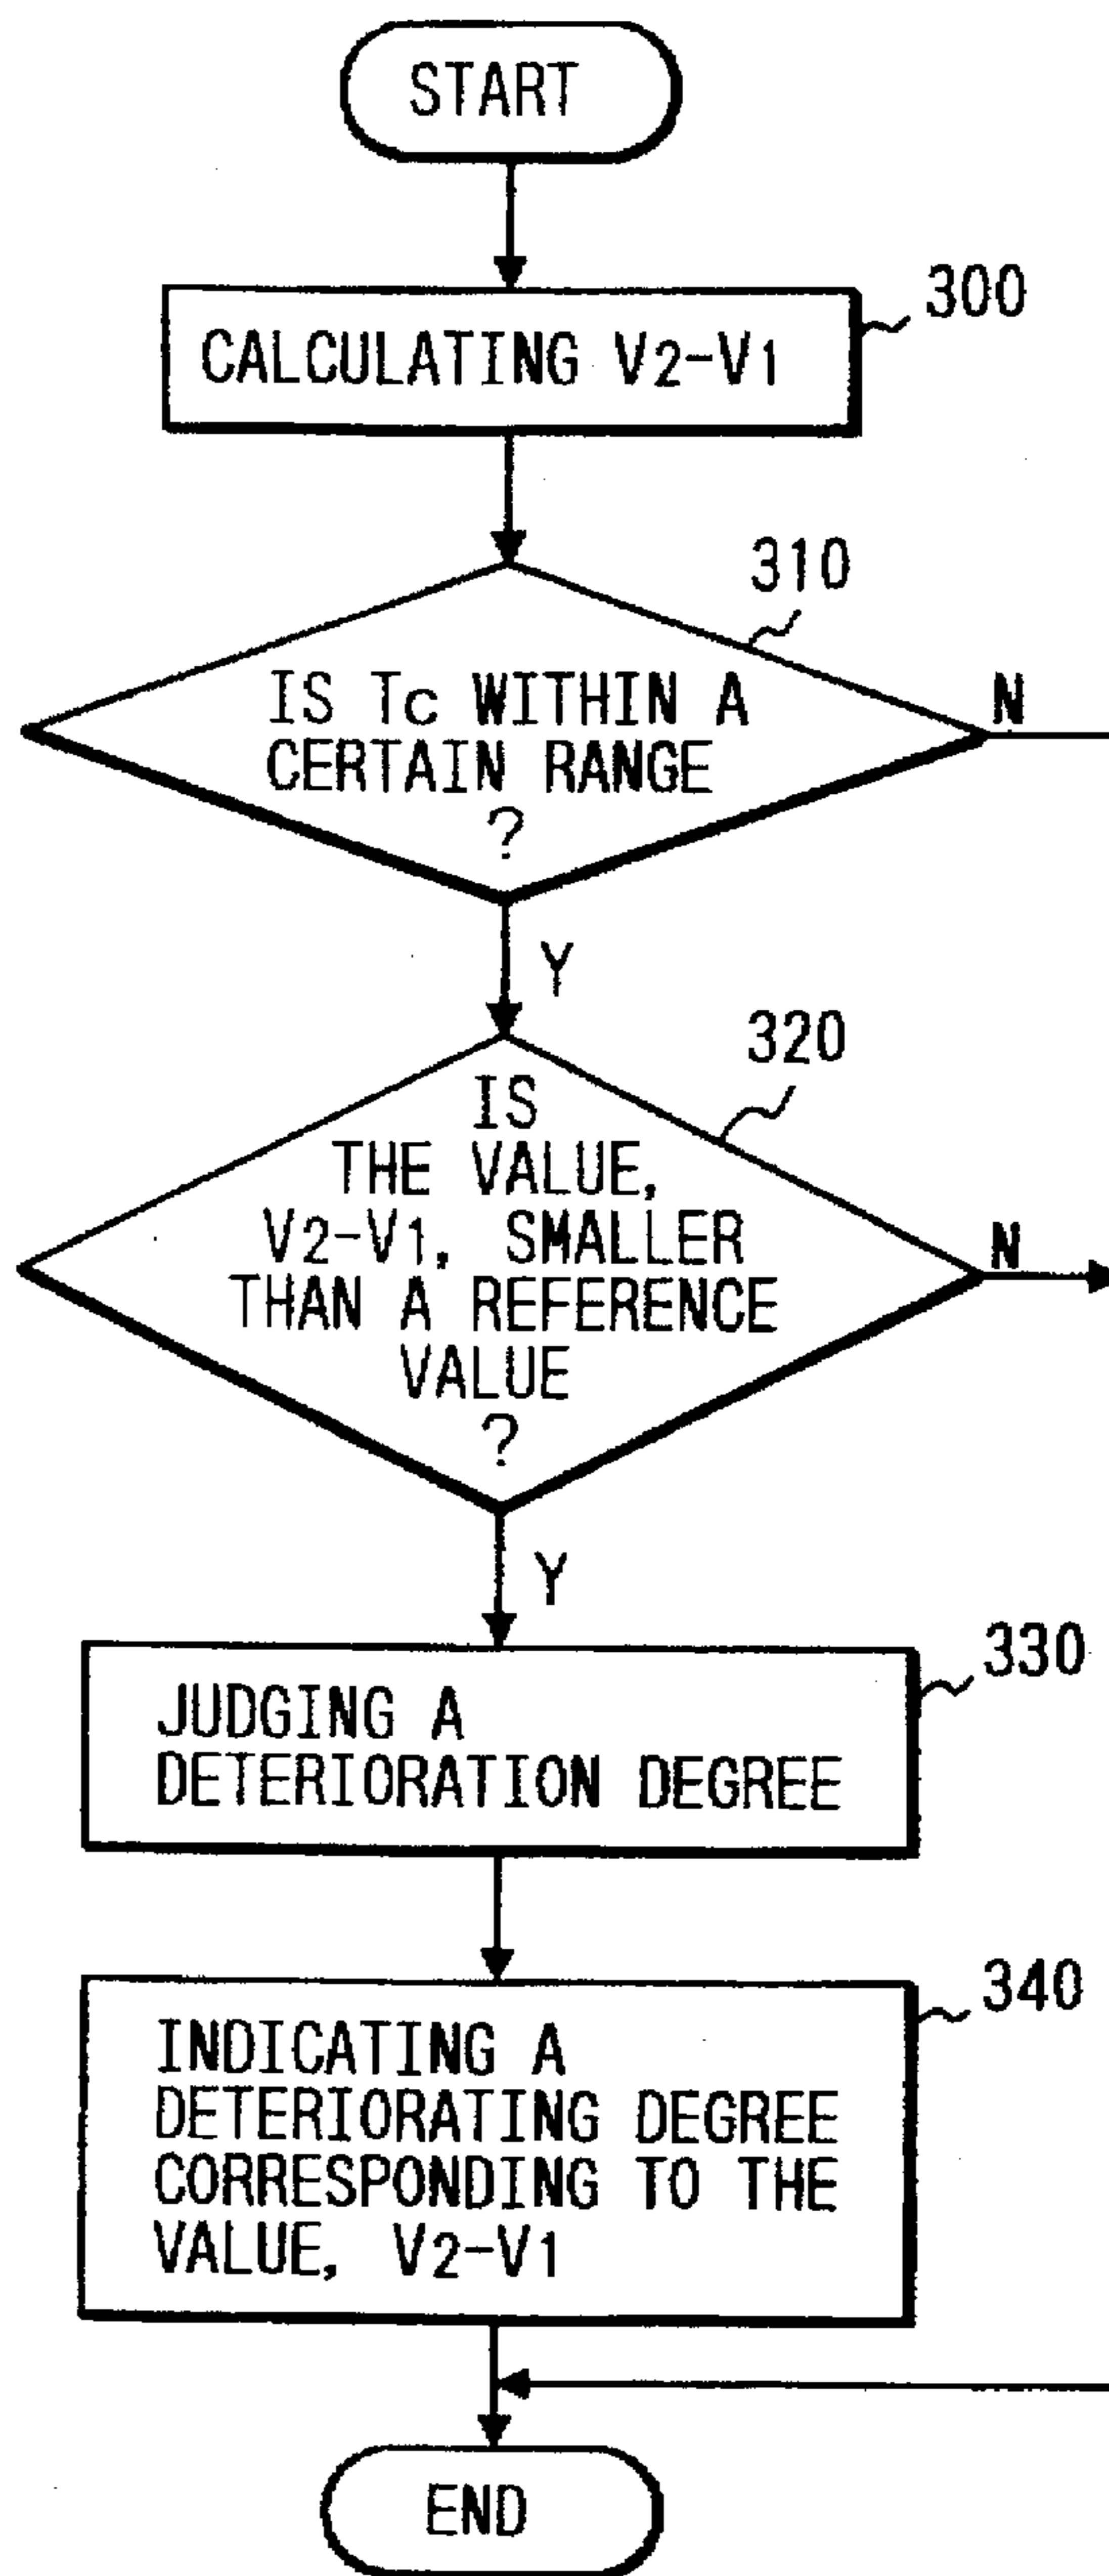 START
300
CALCULATING V2-V1
310
IS Tc WITHIN A
CERTAIN RANGE
?
N
Y
320
IS
THE VALUE,
V2-V1, SMALLER
THAN A REFERENCE
VALUE
?
N
Y
330
JUDGING A
DETERIORATION DEGREE
340
INDICATING A
DETERIORATING DEGREE
CORRESPONDING TO THE
VALUE, V2-V1
END